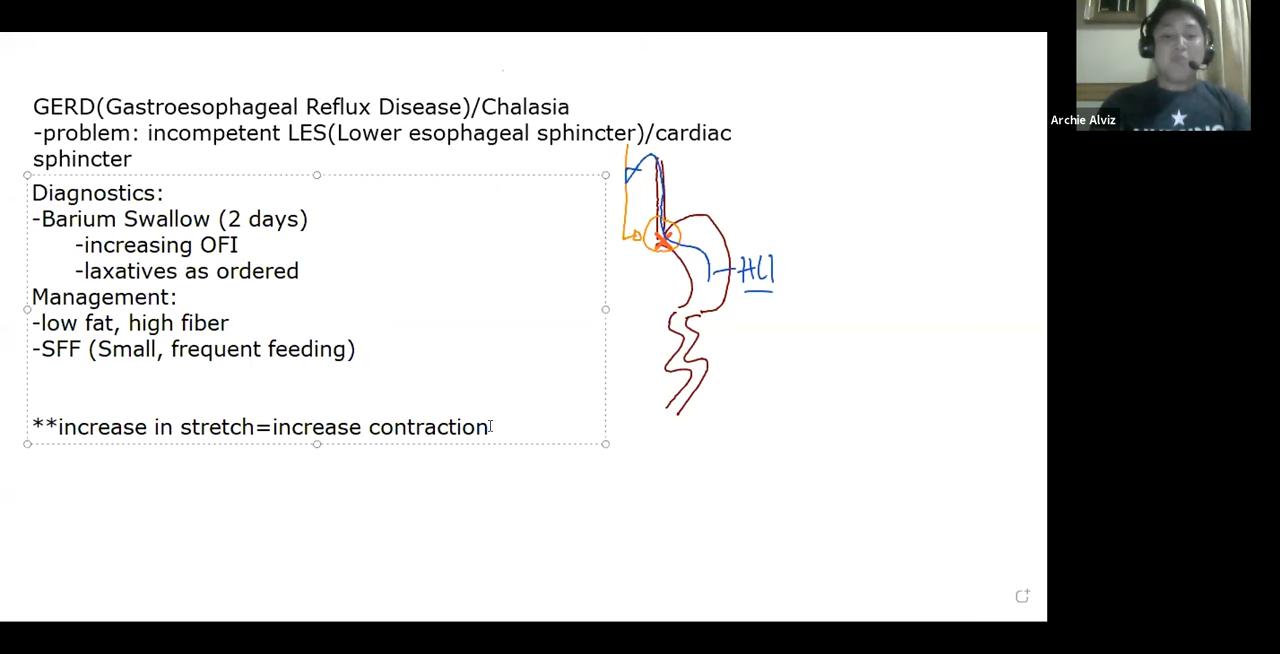 GERD(Gastroesophageal Reflux Disease)/Chalasia
-problem: incompetent LES(Lower esophageal sphincter)/cardiac
sphincter
Diagnostics:
-Barium Swallow (2 days)
-increasing OFI
-laxatives as ordered
Management:
-low fat, high fiber
-SFF (Small, frequent feeding)
**increase in stretch=increase contraction
HCl
Archie Alviz